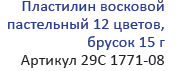 Пластилин восковой
пастельный 12 цветов,
брусок 15 г
Артикул 29С 1771-08